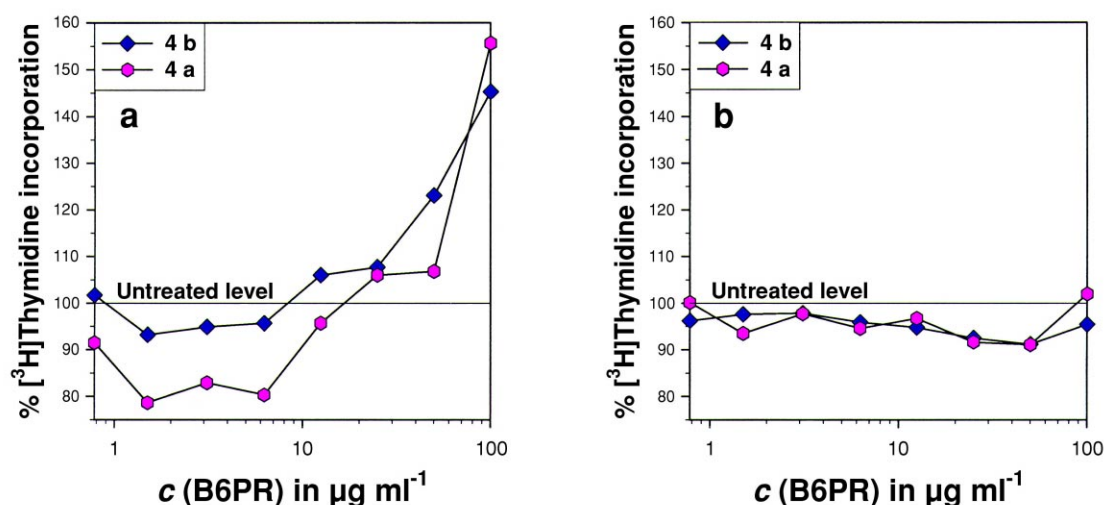 % [³H]Thymidine incorporation
160
150
140
130
120
110
100
90
80
4 b
4 a
a
Untreated level
1
10
100
c (B6PR) in µg ml⁻¹
% [³H]Thymidine incorporation
160
150
140
130
120
110
100
90
80
4 b
4 a
b
Untreated level
1
10
100
c (B6PR) in µg ml⁻¹